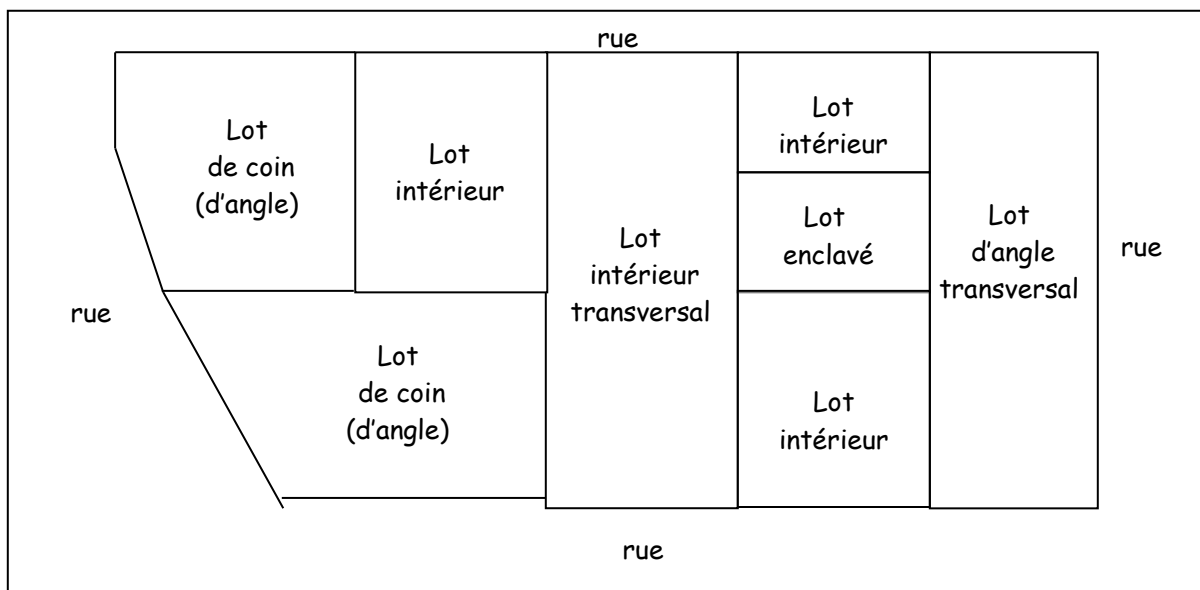 rue
Lot
de coin
(d'angle)
Lot
intérieur
Lot
intérieur
transversal
Lot
intérieur
Lot
enclavé
Lot
d'angle
transversal
rue
rue
Lot
de coin
(d'angle)
Lot
intérieur
rue